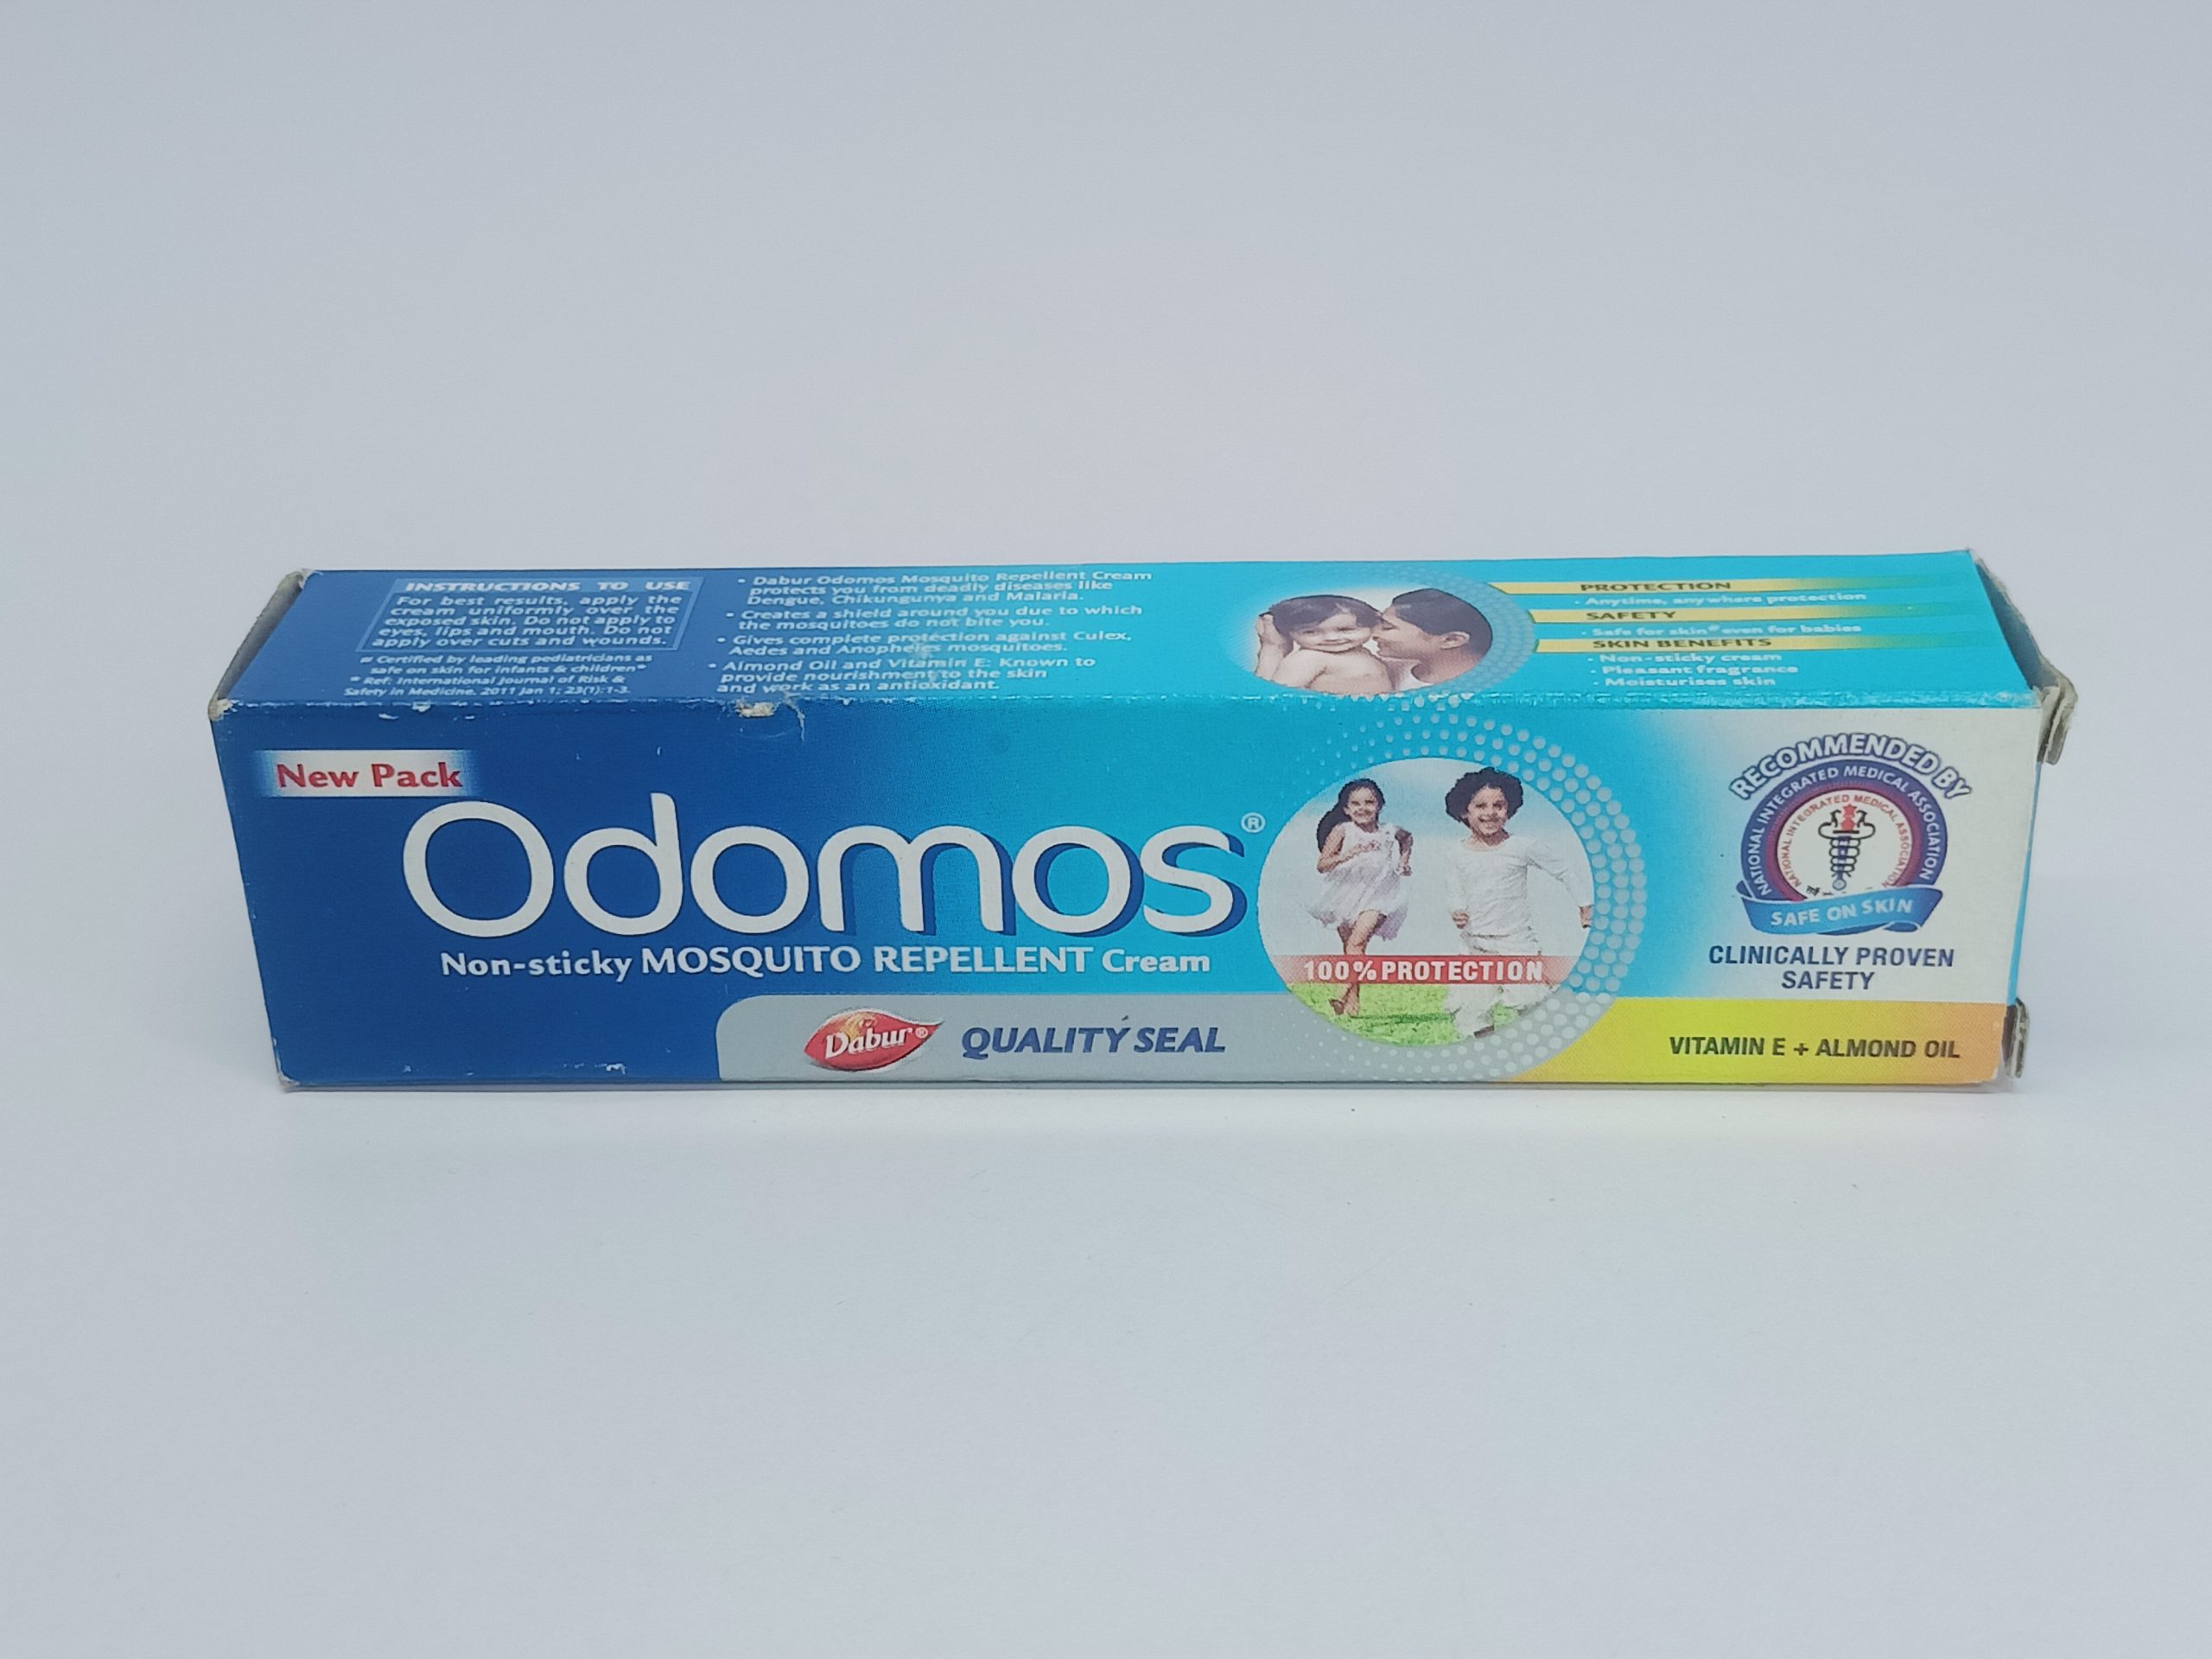 INSTRUCTIONS TO USE
For best results, apply the
cream uniformly over the
exposed skin. Do not apply to
eyes, lips and mouth. Do not
apply over cuts and wounds.
# Certified by leading pediatricians as
safe on skin for infants & children*
* Ref: International Journal of Risk &
Safety in Medicine. 2011 Jan 1; 23(1):1-3.
• Dabur Odomos Mosquito Repellent Cream
protects you from deadly diseases like
Dengue, Chikungunya and Malaria.
• Creates a shield around you due to which
the mosquitoes do not bite you.
• Gives complete protection against Culex,
Aedes and Anopheles mosquitoes.
• Almond Oil and Vitamin E: Known to
provide nourishment to the skin
and work as an antioxidant.
PROTECTION
- Anytime, anywhere protection
SAFETY
- Safe for skin# even for babies
SKIN BENEFITS
- Non-sticky cream
- Pleasant fragrance
- Moisturises skin
New Pack
Odomos®
Non-sticky MOSQUITO REPELLENT Cream
Dabur®
QUALITY SEAL
100% PROTECTION
RECOMMENDED BY
NATIONAL INTEGRATED MEDICAL ASSOCIATION
NATIONAL INTEGRATED MEDICAL ASSOCIATION
SAFE ON SKIN
CLINICALLY PROVEN
SAFETY
VITAMIN E + ALMOND OIL